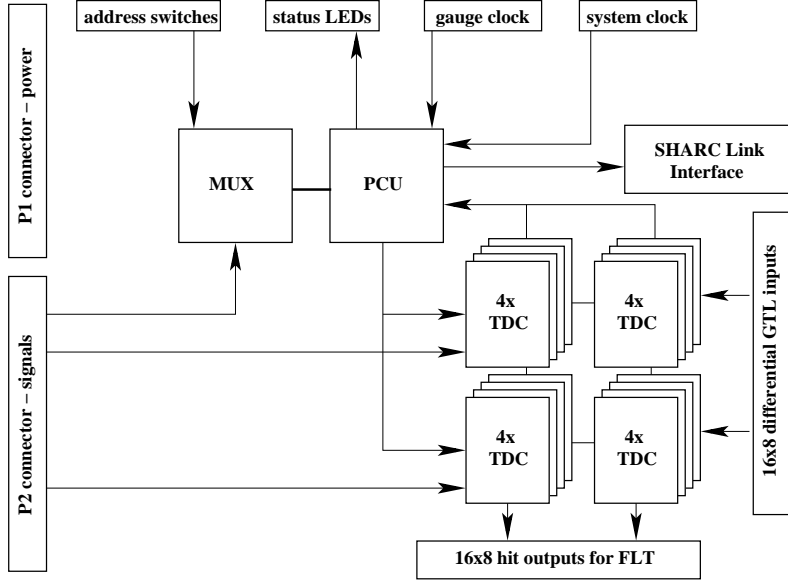 address switches
status LEDs
gauge clock
system clock
P1 connector – power
MUX
PCU
SHARC Link
Interface
4x
TDC
4x
TDC
16x8 differential GTL inputs
P2 connector – signals
4x
TDC
4x
TDC
16x8 hit outputs for FLT